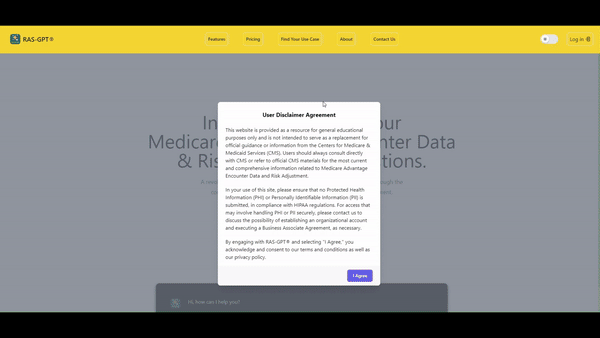 RAS-GPT®
Features
Pricing
Find Your Use Case
About
Contact Us
Log in
In
our
Medicare
nter Data
& Ris
tions.
User Disclaimer Agreement
This website is provided as a resource for general educational
purposes only and is not intended to serve as a replacement for
official guidance or information from the Centers for Medicare &
Medicaid Services (CMS). Users should always consult directly
with CMS or refer to official CMS materials for the most current
and comprehensive information related to Medicare Advantage
Encounter Data and Risk Adjustment.
In your use of this site, please ensure that no Protected Health
Information (PHI) or Personally Identifiable Information (PII) is
submitted, in compliance with HIPAA regulations. For access that
may involve handling PHI or PII securely, please contact us to
discuss the possibility of establishing an organizational account
and executing a Business Associate Agreement, as necessary.
By engaging with RAS-GPT® and selecting "I Agree," you
acknowledge and consent to our terms and conditions as well as
our privacy policy.
I Agree
Hi, how can I help you?